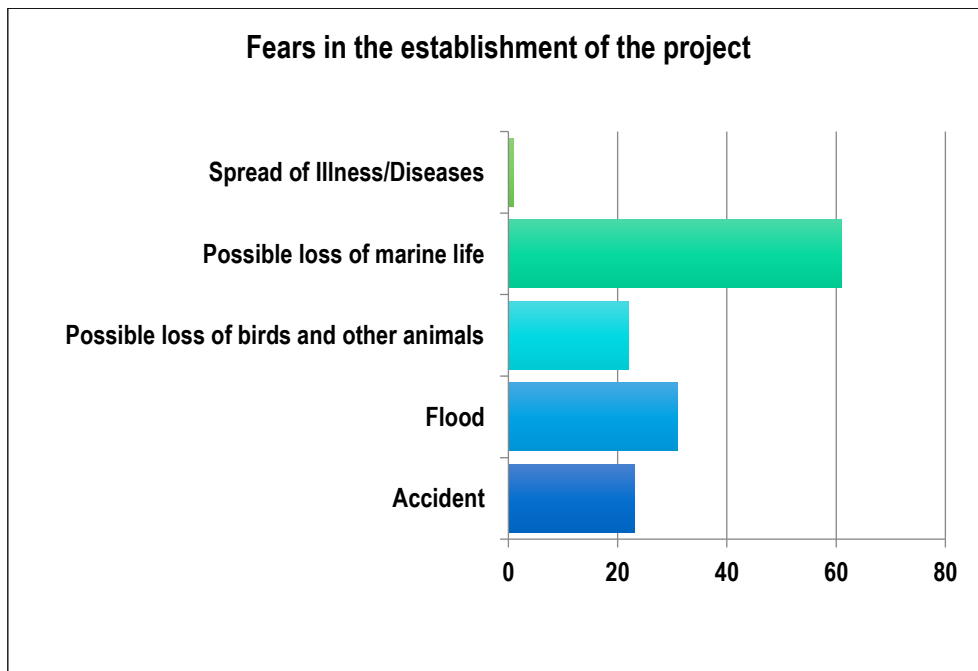 Fears in the establishment of the project
Spread of Illness/Diseases
Possible loss of marine life
Possible loss of birds and other animals
Flood
Accident
0 20 40 60 80